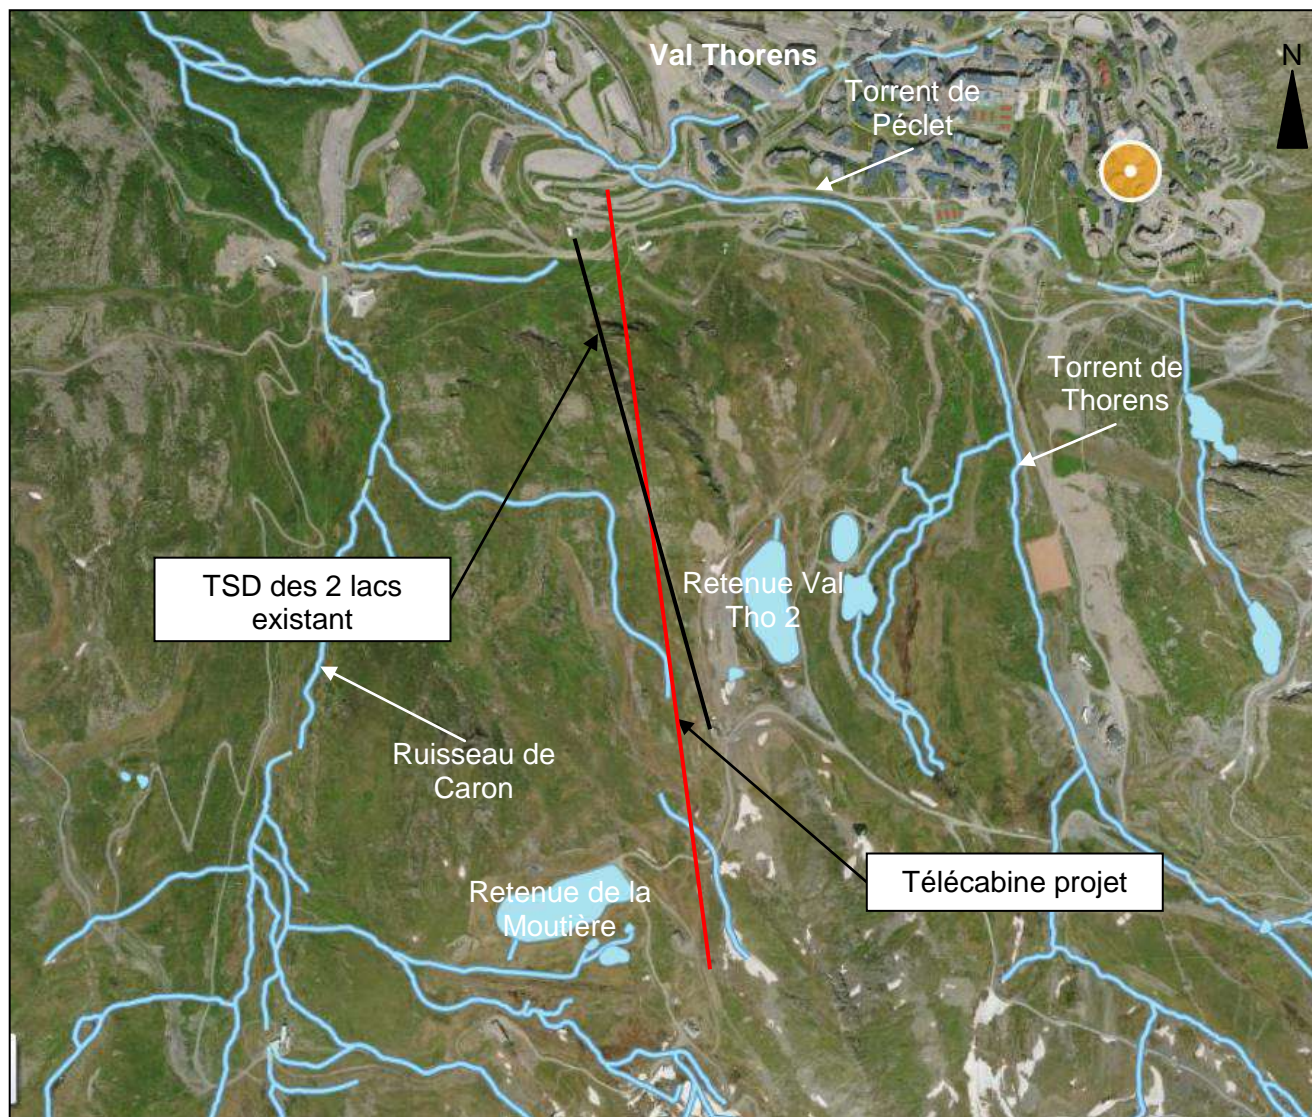 Val Thorens
N
Torrent de
Péclet
Torrent de
Thorens
TSD des 2 lacs
existant
Retenue Val
Tho 2
Ruisseau de
Caron
Télécabine projet
Retenue de la
Moutière